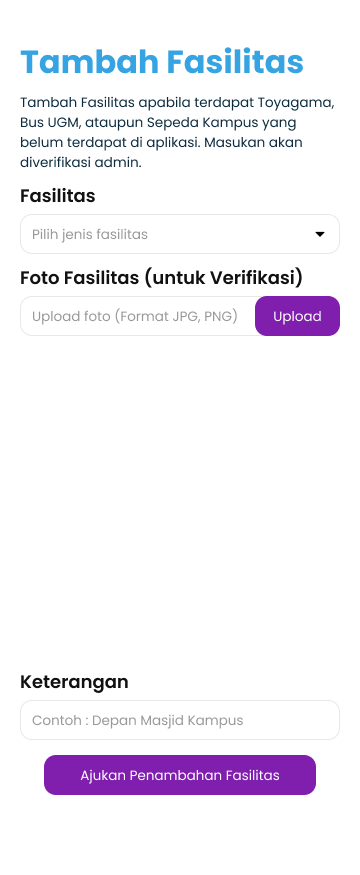 Tambah Fasilitas
Tambah Fasilitas apabila terdapat Toyagama,
Bus UGM, ataupun Sepeda Kampus yang
belum terdapat di aplikasi. Masukan akan
diverifikasi admin.
Fasilitas
Pilih jenis fasilitas
Foto Fasilitas (untuk Verifikasi)
Upload foto (Format JPG, PNG)
Upload
Keterangan
Contoh : Depan Masjid Kampus
Ajukan Penambahan Fasilitas